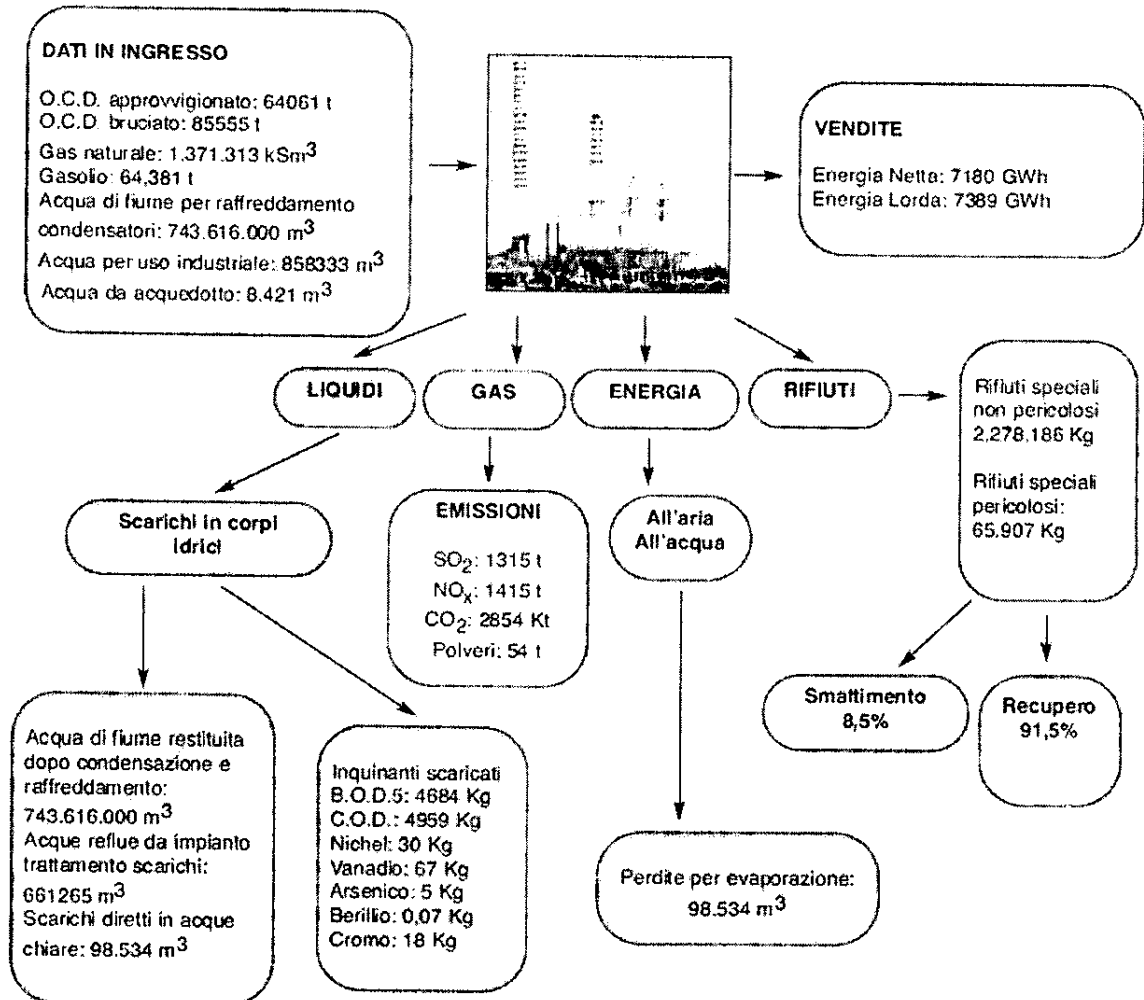 DATI IN INGRESSO
O.C.D. approvvigionato: 64061 t
O.C.D. bruciato: 85555 t
Gas naturale: 1.371.313 kSm³
Gasolio: 64,381 t
Acqua di fiume per raffreddamento
condensatori: 743.616.000 m³
Acqua per uso industriale: 858333 m³
Acqua da acquedotto: 8.421 m³
VENDITE
Energia Netta: 7180 GWh
Energia Lorda: 7389 GWh
LIQUIDI
GAS
ENERGIA
RIFIUTI
Rifiuti speciali
non pericolosi
2,278,186 Kg
Rifiuti speciali
pericolosi:
65.907 Kg
Scarichi in corpi
idrici
EMISSIONI
SO₂: 1315 t
NOₓ: 1415 t
CO₂: 2854 Kt
Polveri: 54 t
All'aria
All'acqua
Smattimento
8,5%
Recupero
91,5%
Acqua di fiume restituita
dopo condensazione e
raffreddamento:
743.616.000 m³
Acque reflue da impianto
trattamento scarichi:
661265 m³
Scarichi diretti in acque
chiare: 98.534 m³
Inquinanti scaricati
B.O.D.5: 4684 Kg
C.O.D.: 4959 Kg
Nichel: 30 Kg
Vanadio: 67 Kg
Arsenico: 5 Kg
Berillio: 0,07 Kg
Cromo: 18 Kg
Perdite per evaporazione:
98.534 m³